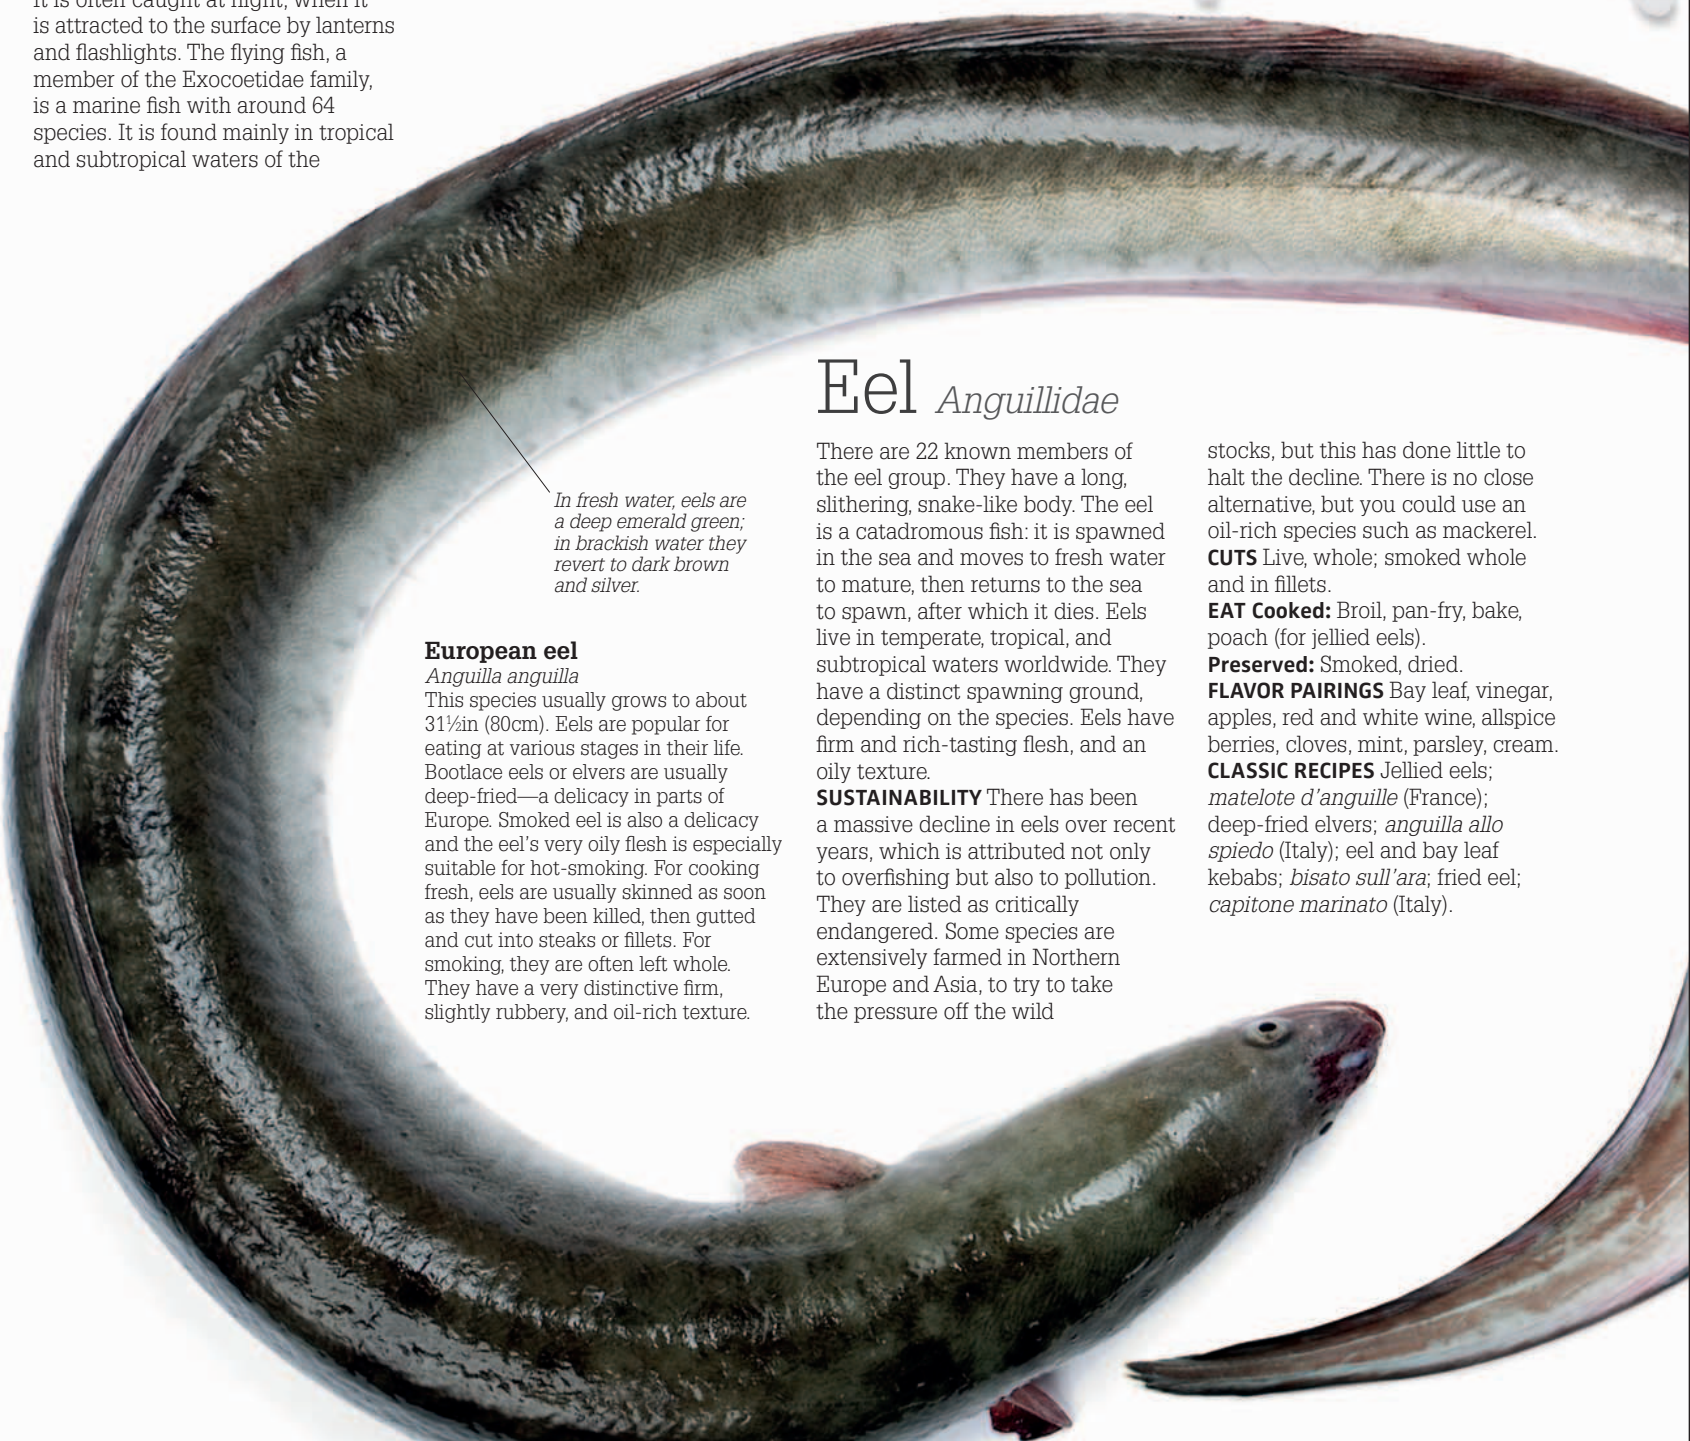 It is often caught at night, when it
is attracted to the surface by lanterns
and flashlights. The flying fish, a
member of the Exocoetidae family,
is a marine fish with around 64
species. It is found mainly in tropical
and subtropical waters of the
In fresh water, eels are
a deep emerald green;
in brackish water they
revert to dark brown
and silver.
European eel
Anguilla anguilla
This species usually grows to about
31½in (80cm). Eels are popular for
eating at various stages in their life.
Bootlace eels or elvers are usually
deep-fried—a delicacy in parts of
Europe. Smoked eel is also a delicacy
and the eel's very oily flesh is especially
suitable for hot-smoking. For cooking
fresh, eels are usually skinned as soon
as they have been killed, then gutted
and cut into steaks or fillets. For
smoking, they are often left whole.
They have a very distinctive firm,
slightly rubbery, and oil-rich texture.
Eel Anguillidae
There are 22 known members of
the eel group. They have a long,
slithering, snake-like body. The eel
is a catadromous fish: it is spawned
in the sea and moves to fresh water
to mature, then returns to the sea
to spawn, after which it dies. Eels
live in temperate, tropical, and
subtropical waters worldwide. They
have a distinct spawning ground,
depending on the species. Eels have
firm and rich-tasting flesh, and an
oily texture.
SUSTAINABILITY There has been
a massive decline in eels over recent
years, which is attributed not only
to overfishing but also to pollution.
They are listed as critically
endangered. Some species are
extensively farmed in Northern
Europe and Asia, to try to take
the pressure off the wild
stocks, but this has done little to
halt the decline. There is no close
alternative, but you could use an
oil-rich species such as mackerel.
CUTS Live, whole; smoked whole
and in fillets.
EAT Cooked: Broil, pan-fry, bake,
poach (for jellied eels).
Preserved: Smoked, dried.
FLAVOR PAIRINGS Bay leaf, vinegar,
apples, red and white wine, allspice
berries, cloves, mint, parsley, cream.
CLASSIC RECIPES Jellied eels;
matelote d'anguille (France);
deep-fried elvers; anguilla allo
spiedo (Italy); eel and bay leaf
kebabs; bisato sull'ara; fried eel;
capitone marinato (Italy).